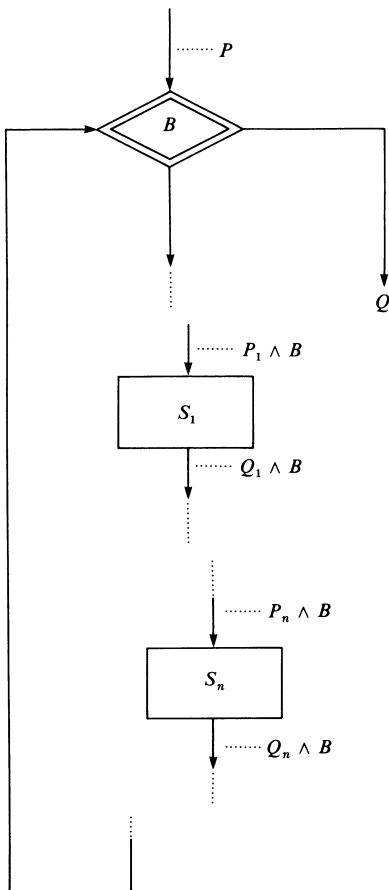 P
B
Q
P₁ ∧ B
S₁
Q₁ ∧ B
Pₙ ∧ B
Sₙ
Qₙ ∧ B